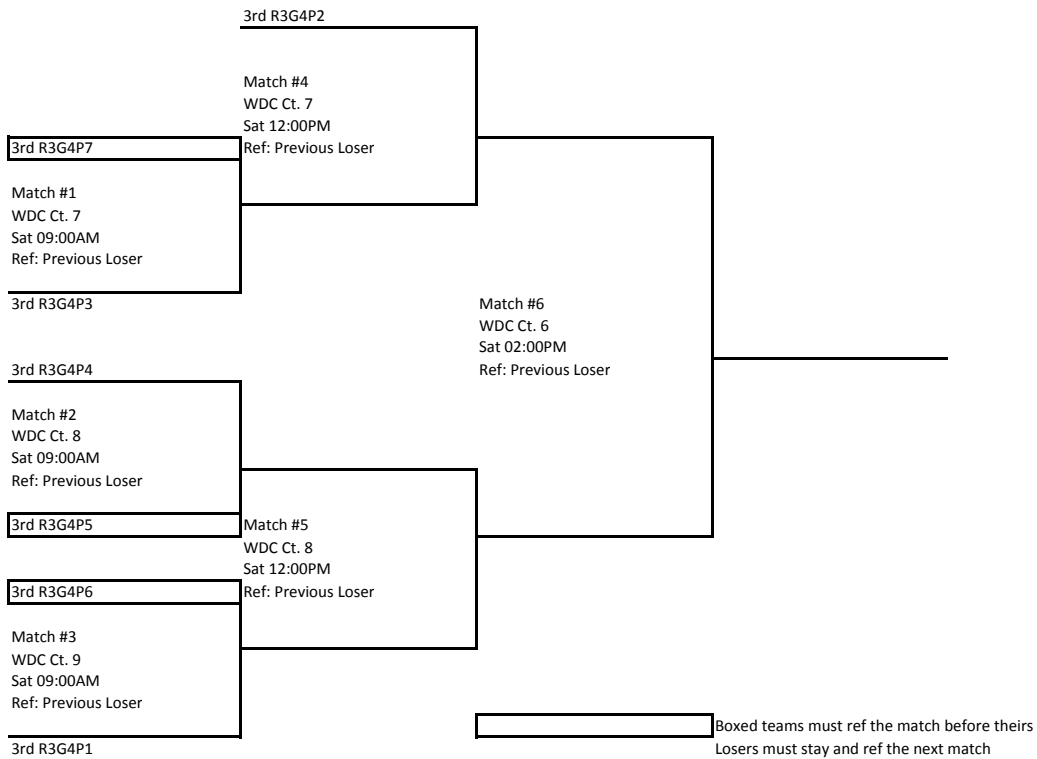 3rd R3G4P2
Match #4
WDC Ct. 7
Sat 12:00PM
Ref: Previous Loser
3rd R3G4P7
Match #1
WDC Ct. 7
Sat 09:00AM
Ref: Previous Loser
3rd R3G4P3
Match #6
WDC Ct. 6
Sat 02:00PM
Ref: Previous Loser
3rd R3G4P4
Match #2
WDC Ct. 8
Sat 09:00AM
Ref: Previous Loser
3rd R3G4P5
Match #5
WDC Ct. 8
Sat 12:00PM
Ref: Previous Loser
3rd R3G4P6
Match #3
WDC Ct. 9
Sat 09:00AM
Ref: Previous Loser
3rd R3G4P1
Boxed teams must ref the match before theirs
Losers must stay and ref the next match